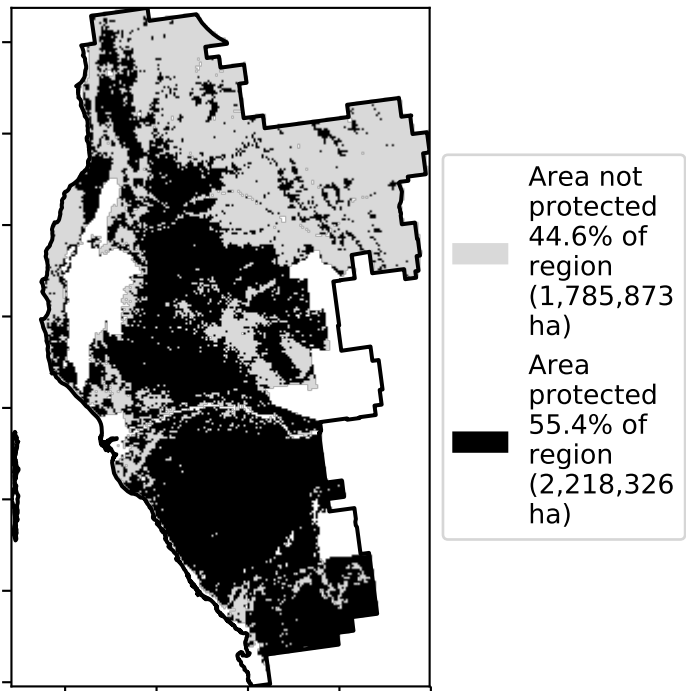 Area not
protected
44.6% of
region
(1,785,873
ha)
Area
protected
55.4% of
region
(2,218,326
ha)